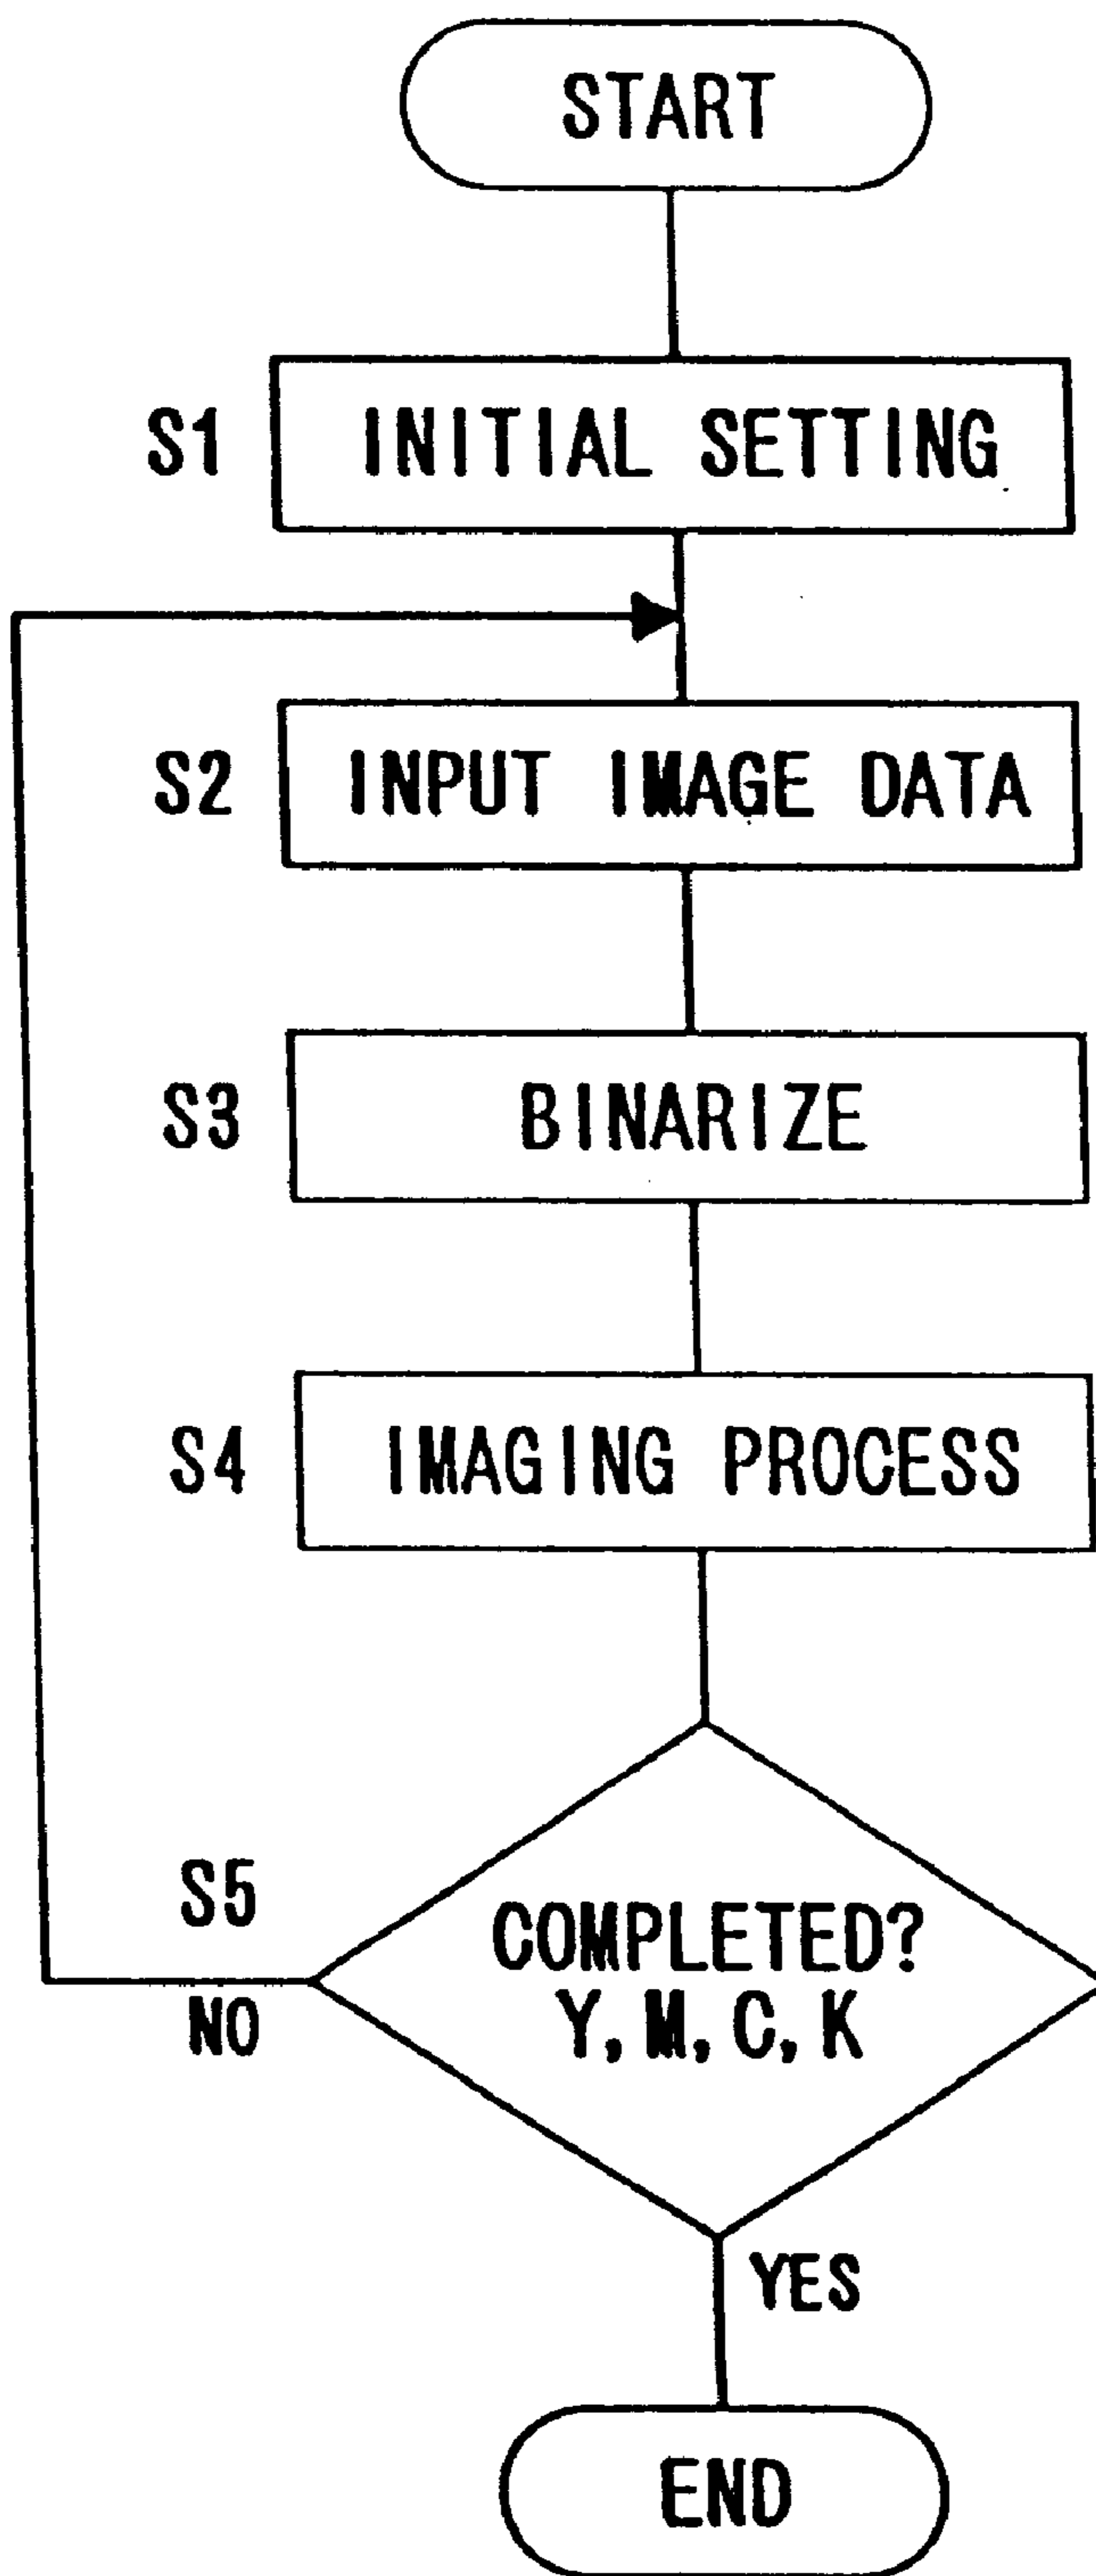 START
S1 INITIAL SETTING
S2 INPUT IMAGE DATA
S3 BINARIZE
S4 IMAGING PROCESS
S5
COMPLETED?
Y, M, C, K
NO
YES
END